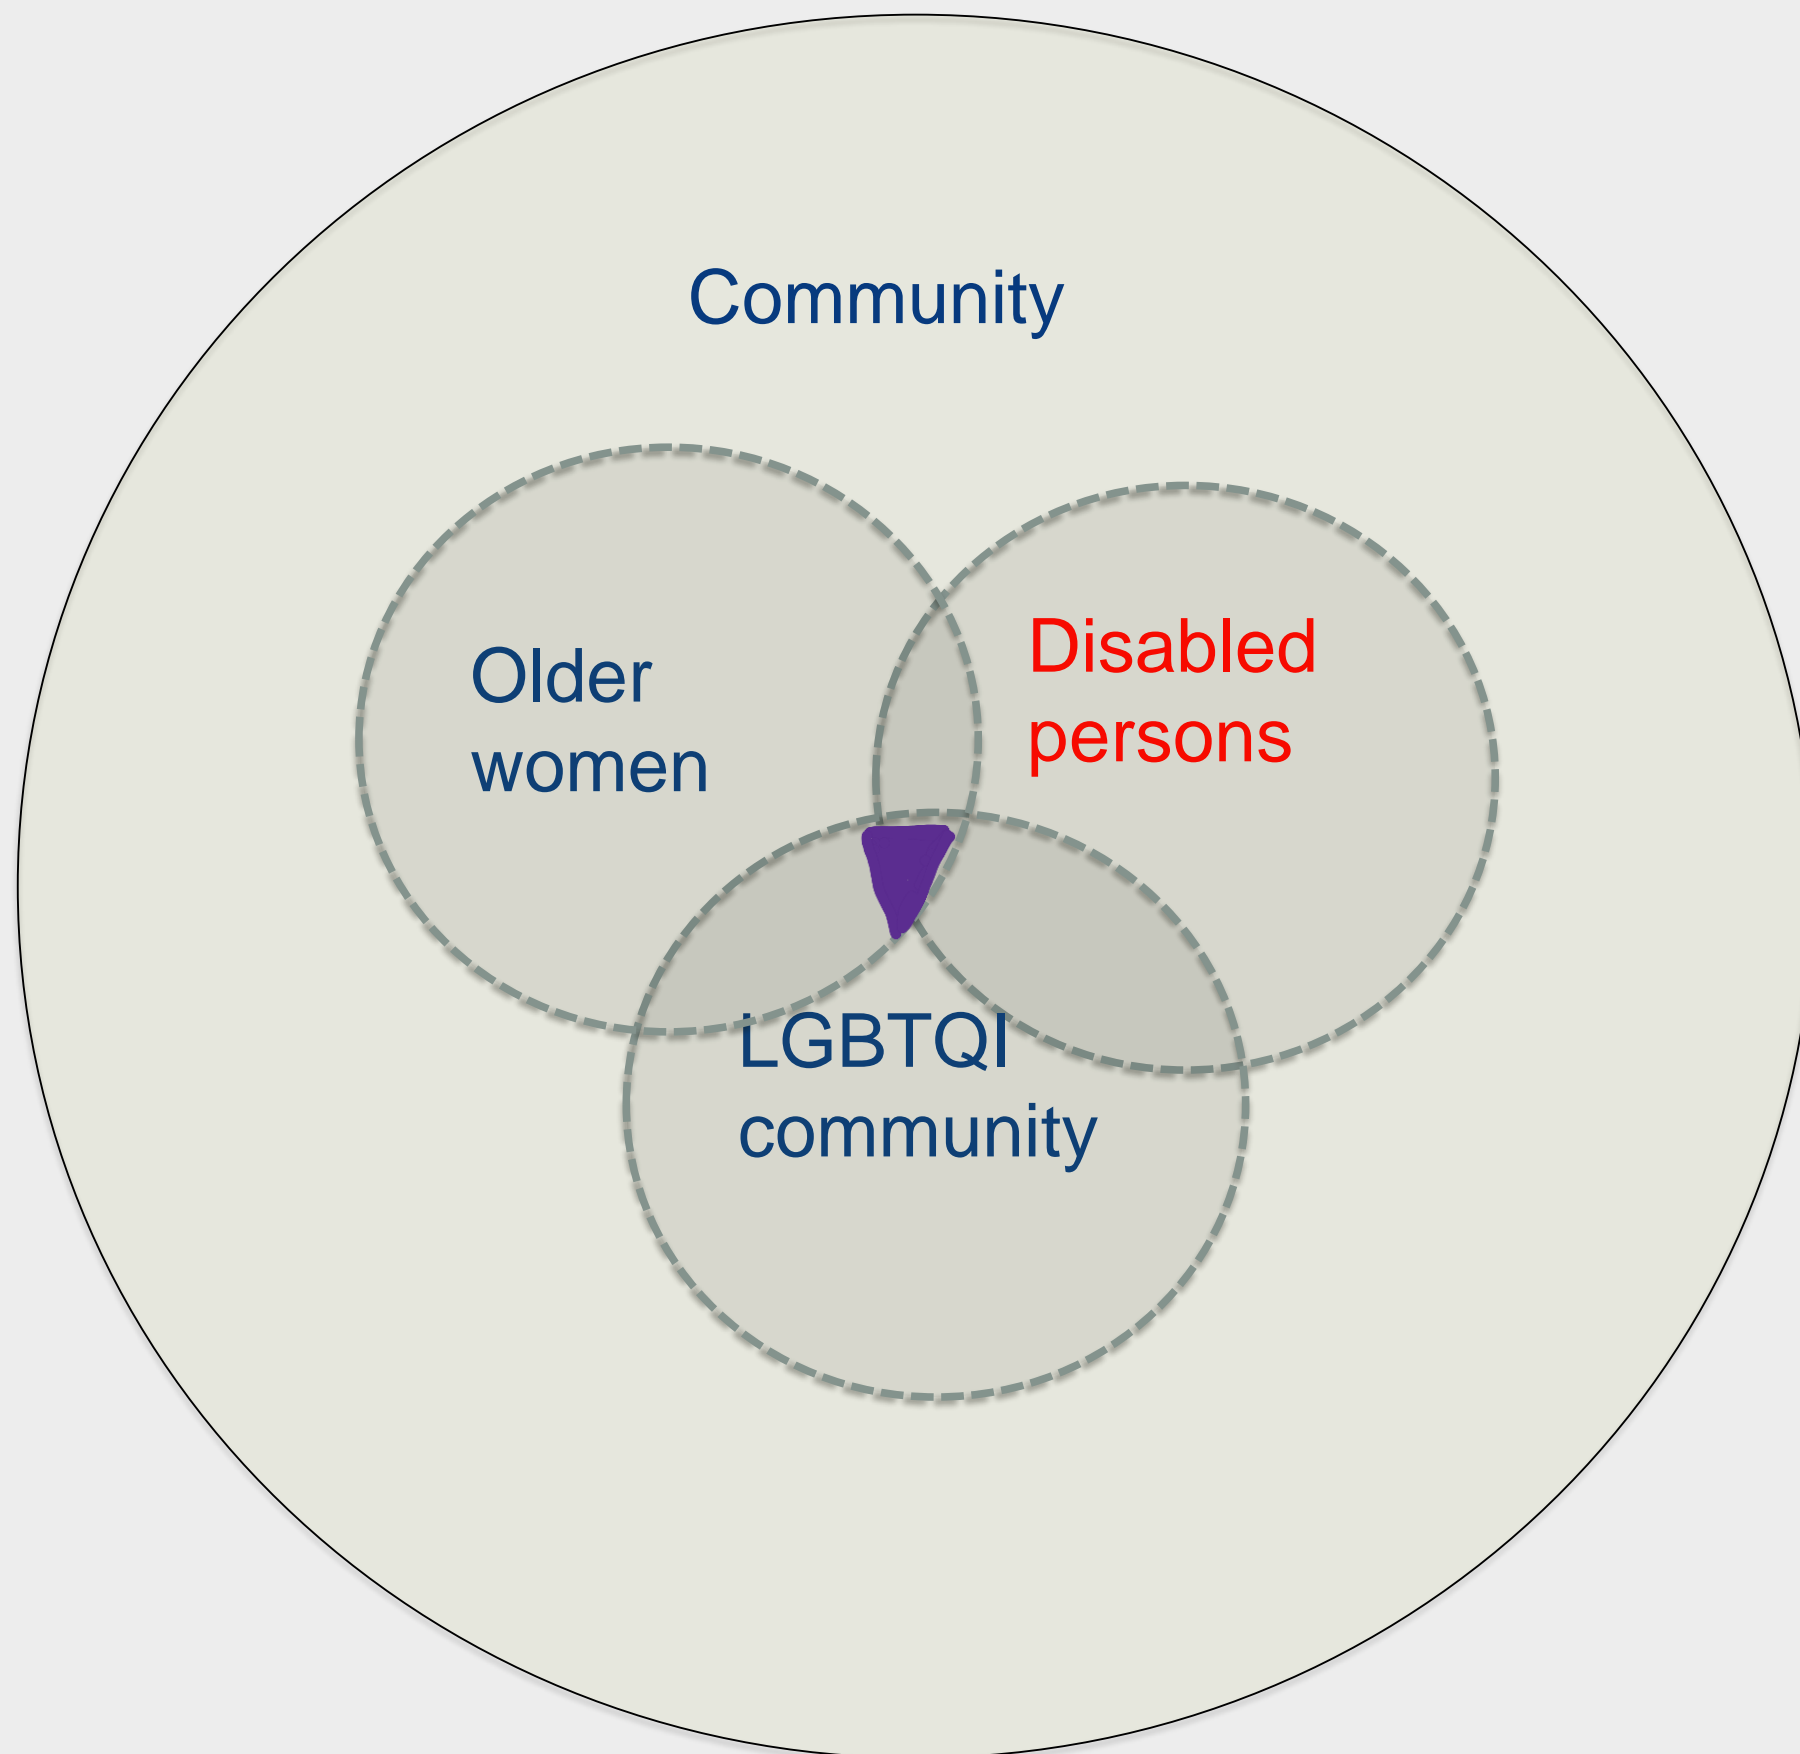 Community
Older
women
Disabled
persons
LGBTQI
community